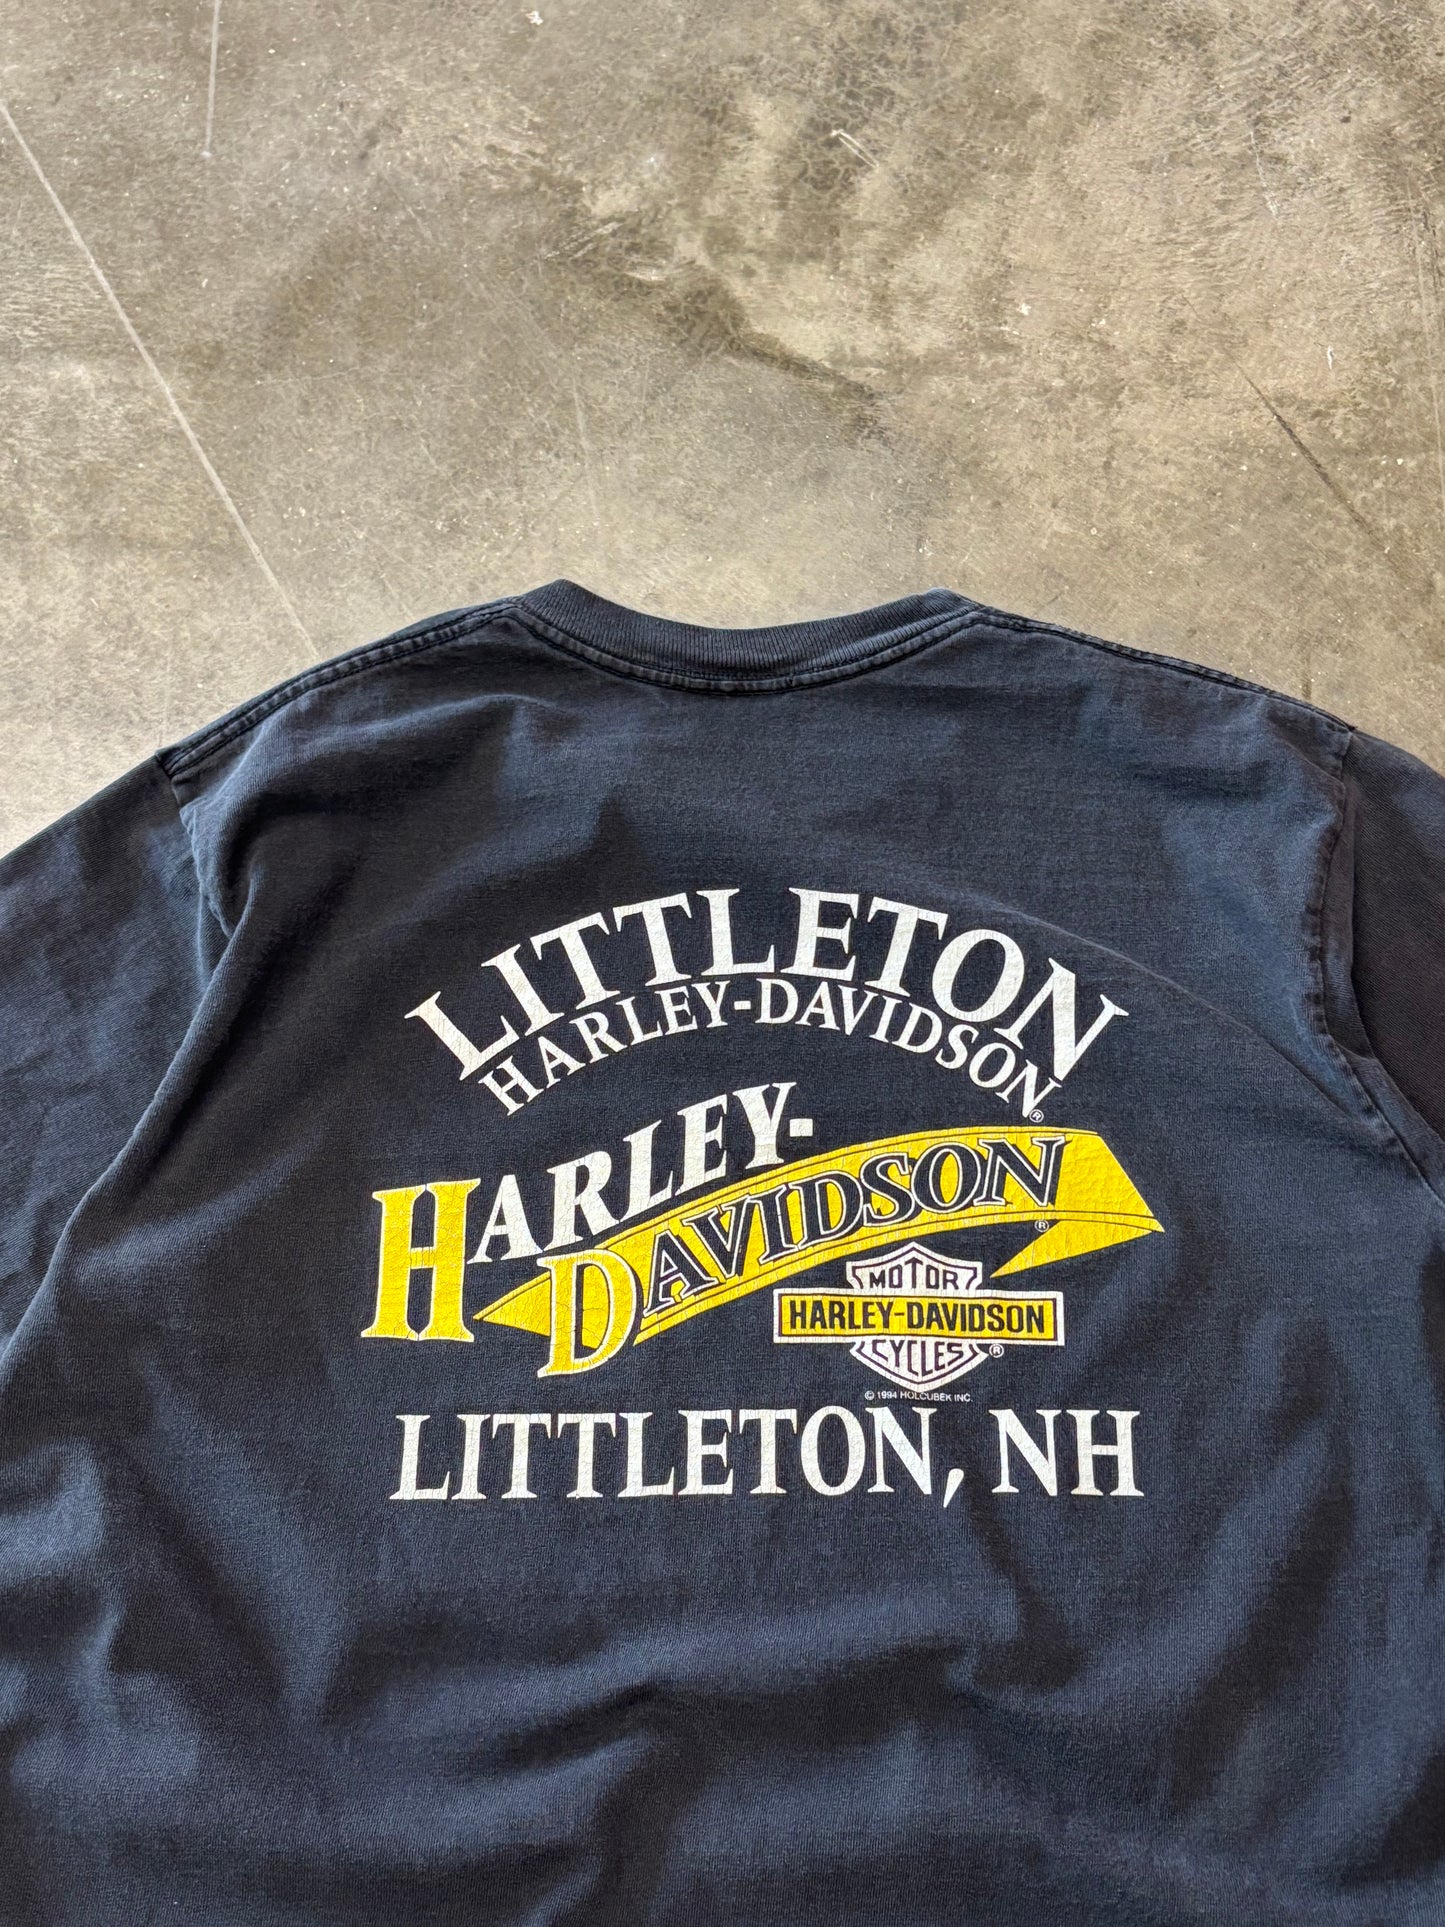 LITTLETON
HARLEY-DAVIDSON®
HARLEY-
DAVIDSON®
MOTOR
HARLEY-DAVIDSON
CYCLES®
© 1994 HOLOUBEK INC.
LITTLETON, NH